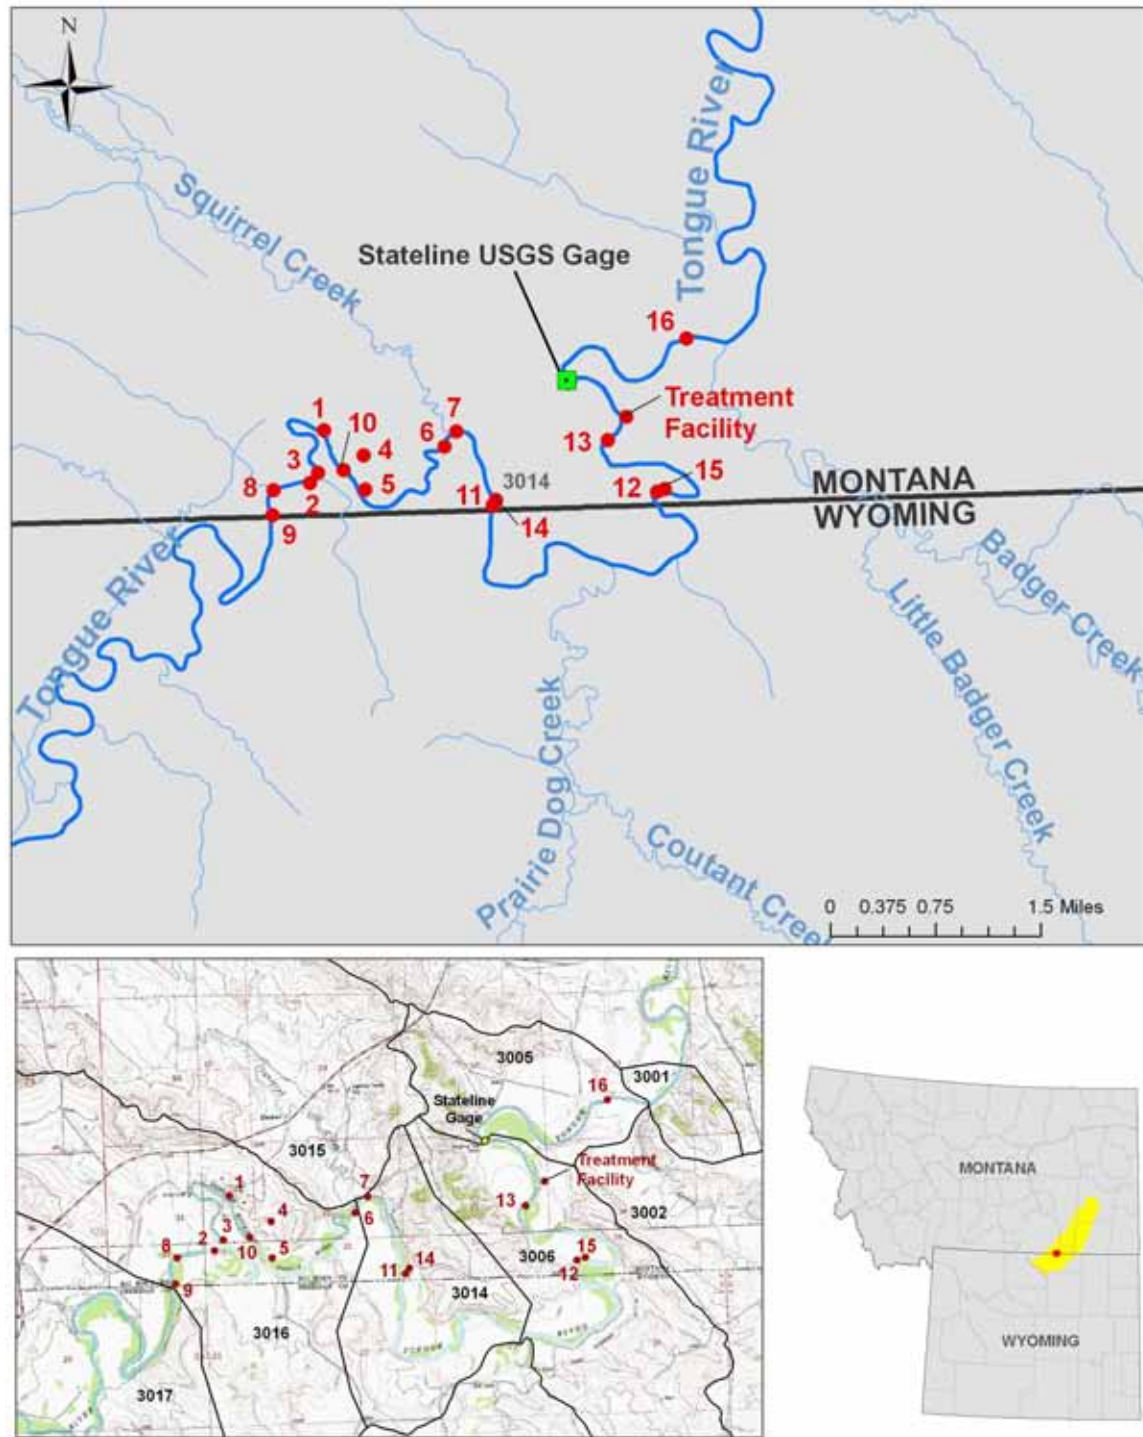 N
Tongue River
Squirrel Creek
Stateline USGS Gage
16
Treatment
Facility
1
10
7
6
4
13
3
8
2
5
3014
11
14
12
15
9
MONTANA
WYOMING
Tongue River
Badger Creek
Little Badger Creek
Prairie Dog Creek
Coutant Creek
0 0.375 0.75 1.5 Miles
3005
3001
16
Stateline
Gage
3015
Treatment
Facility
1
7
13
3002
4
6
3
2
10
8
5
14
11
3006
15
12
9
3014
3016
3017
TONGUE
RIVER
TONGUE
RIVER
MONTANA
WYOMING